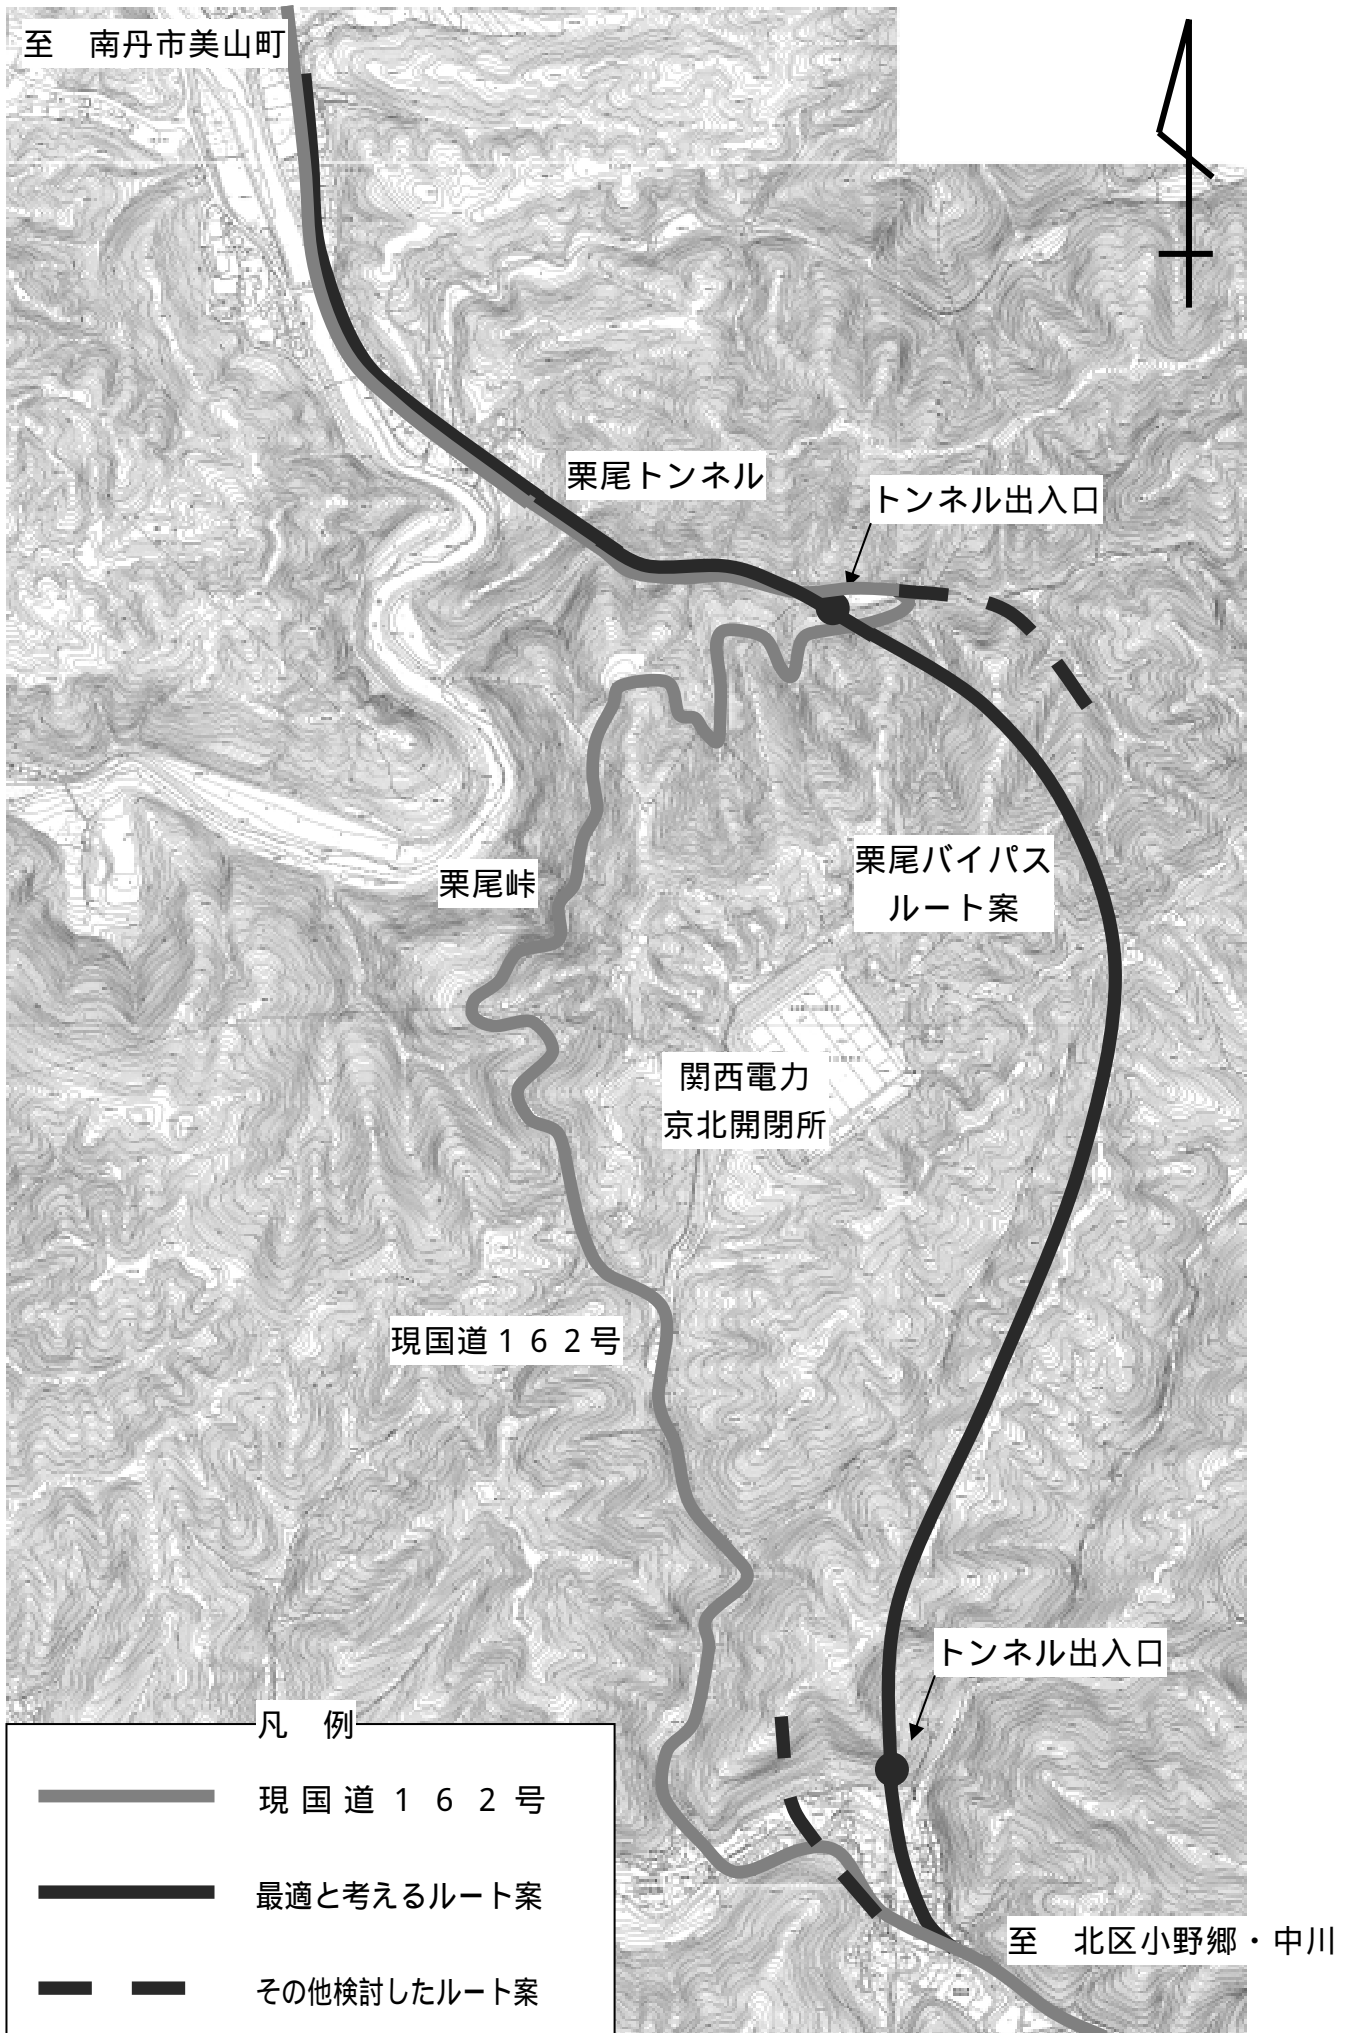 至　南丹市美山町
栗尾トンネル
トンネル出入口
栗尾バイパス
ルート案
栗尾峠
関西電力
京北開閉所
現国道１６２号
トンネル出入口
至　北区小野郷・中川
凡　例
現国道１６２号
最適と考えるルート案
その他検討したルート案